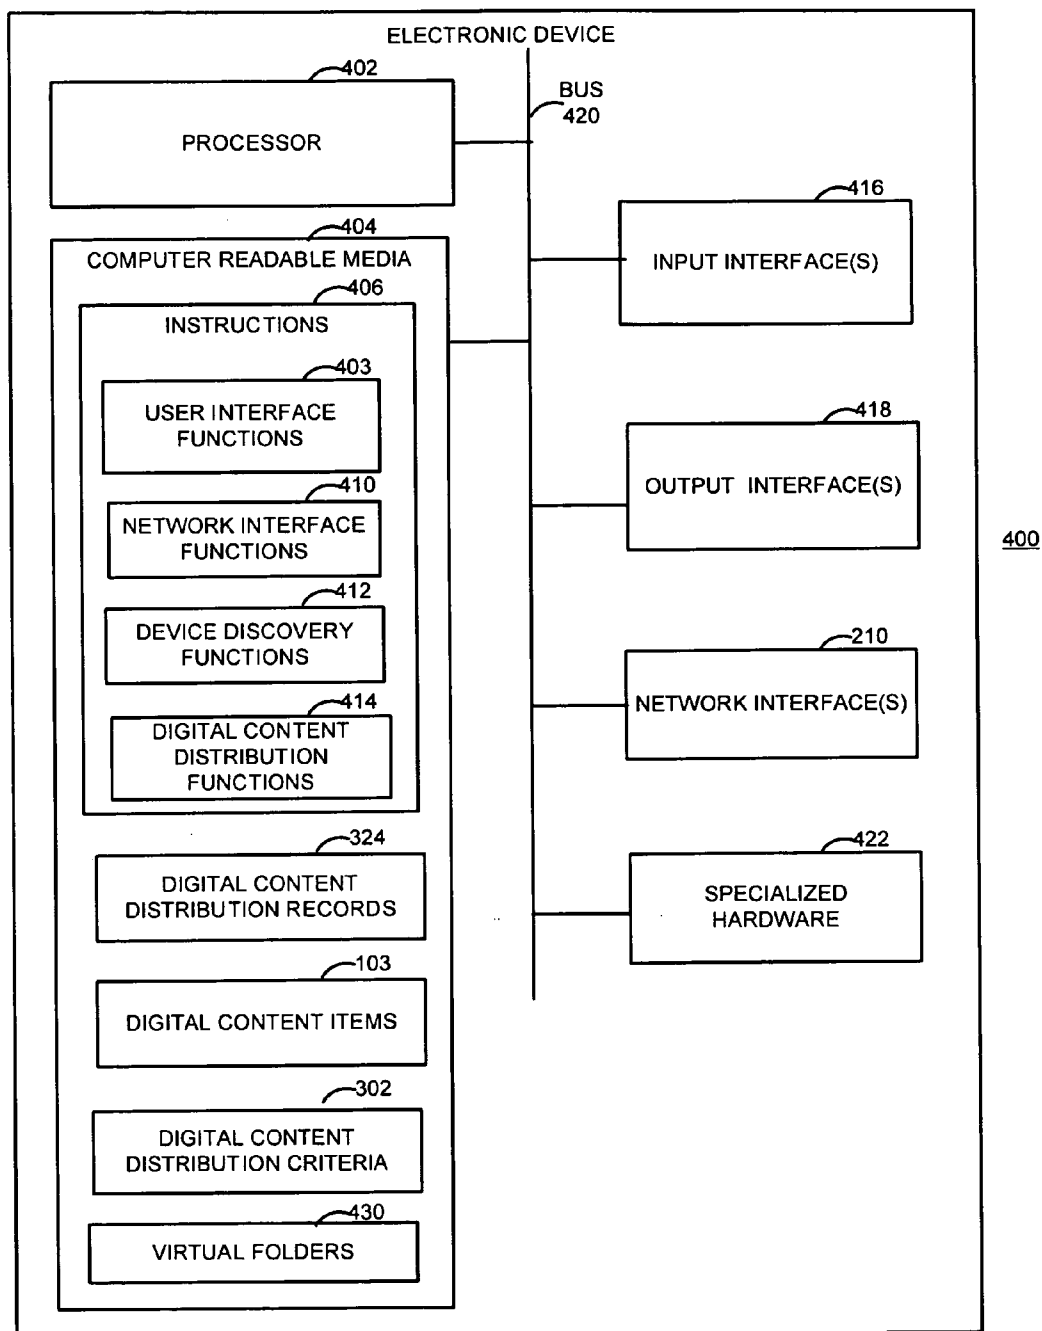 ELECTRONIC DEVICE
402
PROCESSOR
BUS
420
416
INPUT INTERFACE(S)
404
COMPUTER READABLE MEDIA
406
INSTRUCTIONS
403
USER INTERFACE
FUNCTIONS
410
NETWORK INTERFACE
FUNCTIONS
412
DEVICE DISCOVERY
FUNCTIONS
414
DIGITAL CONTENT
DISTRIBUTION
FUNCTIONS
324
DIGITAL CONTENT
DISTRIBUTION RECORDS
103
DIGITAL CONTENT ITEMS
302
DIGITAL CONTENT
DISTRIBUTION CRITERIA
430
VIRTUAL FOLDERS
418
OUTPUT INTERFACE(S)
400
210
NETWORK INTERFACE(S)
422
SPECIALIZED
HARDWARE